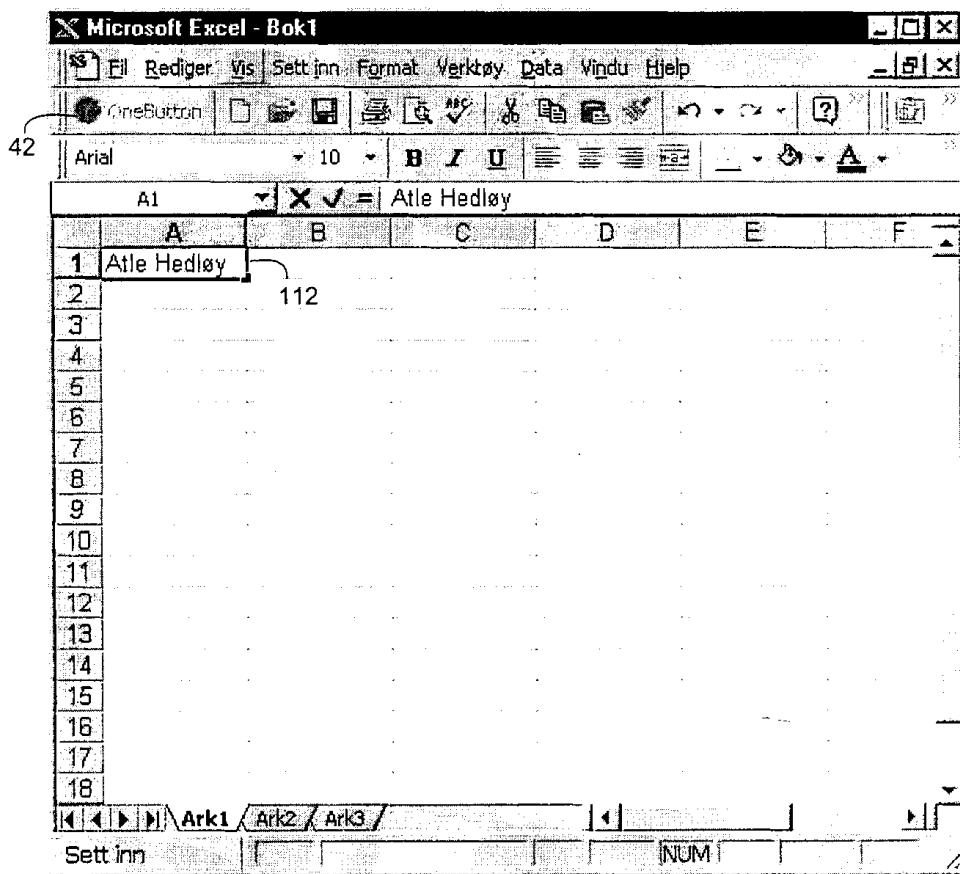 Microsoft Excel - Bok1
Fil Rediger Vis Sett inn Format Verktøy Data Vindu Hjelp
OneButton ABC ?
42
Arial 10 B I U A
A1 = Atle Hedløy
A B C D E F
1 Atle Hedløy
112
2
3
4
5
6
7
8
9
10
11
12
13
14
15
16
17
18
Ark1 Ark2 Ark3
Sett inn NUM